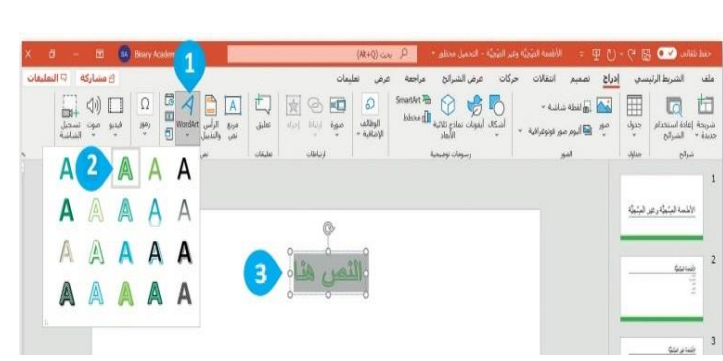 حفظ تلقائي
الأطعمة الصّحيّة وغير الصّحيّة - التحميل محظور
بحث (Alt+Q)
Binary Academy
BA
1
ملف الشريط الرئيسي إدراج تصميم انتقالات حركات عرض الشرائح مراجعة عرض تعليمات
مشاركة
التعليقات
شريحة جديدة
إعادة استخدام الشرائح
جدول
صور
لقطة شاشة
ألبوم صور فوتوغرافية
أشكال
أيقونات
نماذج ثلاثية الأبعاد
SmartArt
مخطط
الوظائف الإضافية
صورة
ارتباط
إجراء
تعليق
مربع نص
الرأس والتذييل
WordArt
رموز
فيديو
صوت
تسجيل الشاشة
شرائح
جداول
الصور
رسومات توضيحية
ارتباطات
تعليقات
نص
A 2 A A A
A A A A A
A A A A A
A A A A A
3
النص هنا
1
الأطعمة الصّحيّة وغير الصّحيّة
2
3